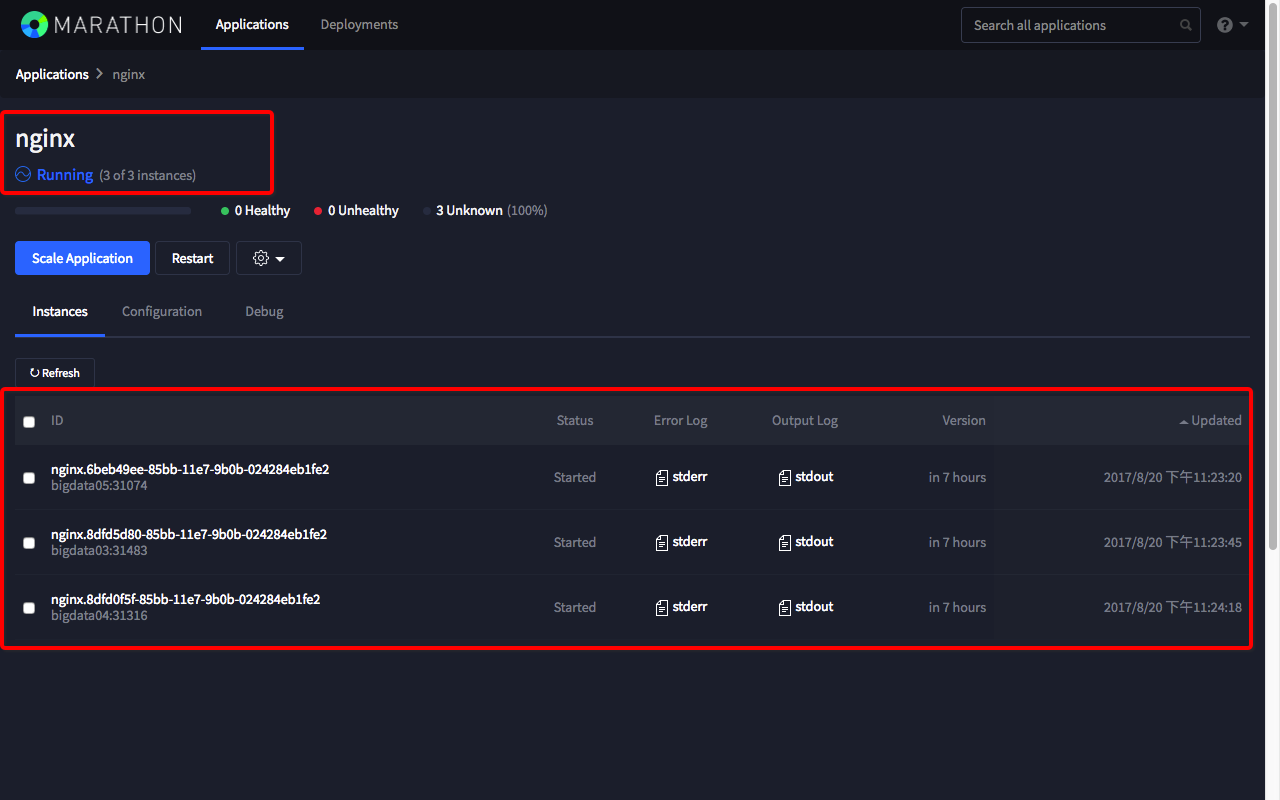 MARATHON Applications Deployments Search all applications ?
Applications nginx
nginx
Running (3 of 3 instances)
0 Healthy 0 Unhealthy 3 Unknown (100%)
Scale Application Restart
Instances Configuration Debug
Refresh
ID Status Error Log Output Log Version Updated
nginx.6beb49ee-85bb-11e7-9b0b-024284eb1fe2
bigdata05:31074 Started stderr stdout in 7 hours 2017/8/20 下午11:23:20
nginx.8dfd5d80-85bb-11e7-9b0b-024284eb1fe2
bigdata03:31483 Started stderr stdout in 7 hours 2017/8/20 下午11:23:45
nginx.8dfd0f5f-85bb-11e7-9b0b-024284eb1fe2
bigdata04:31316 Started stderr stdout in 7 hours 2017/8/20 下午11:24:18